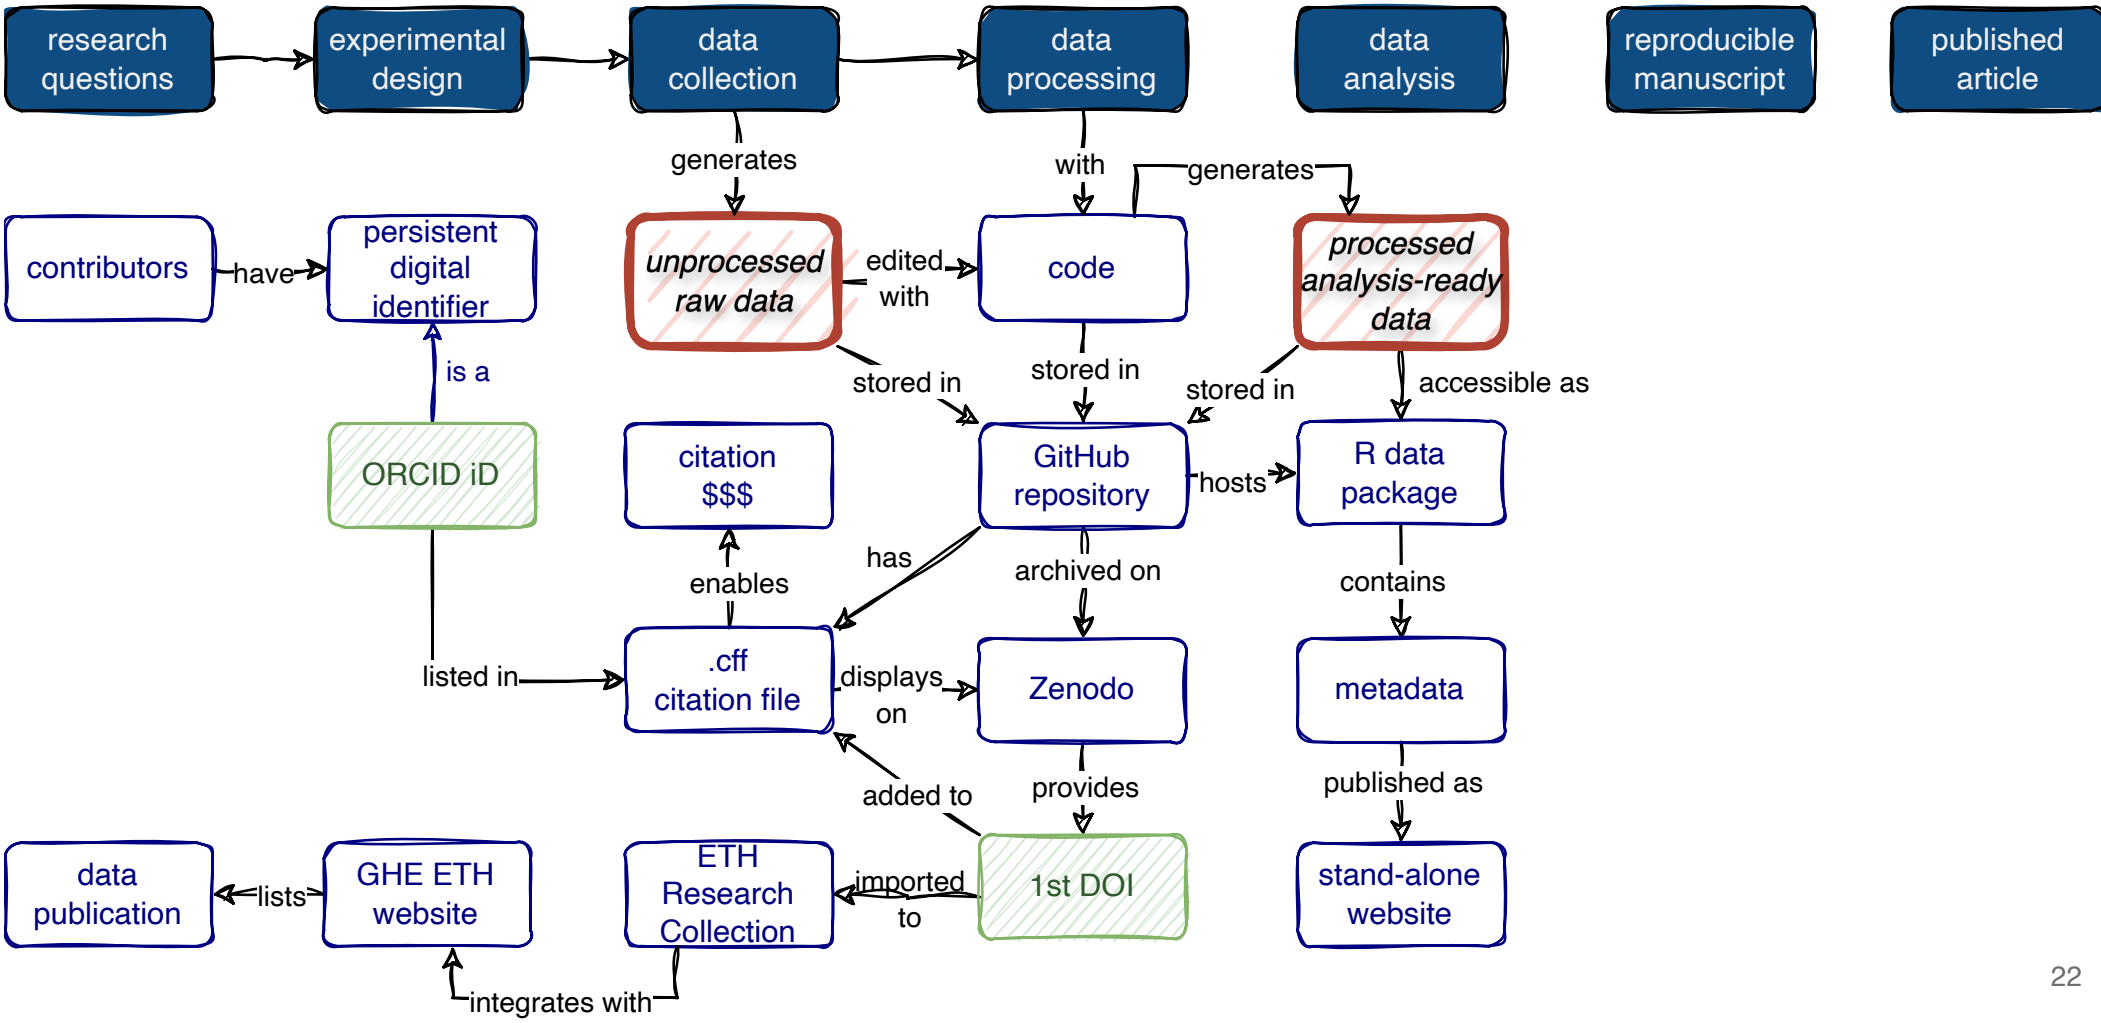 research
questions
experimental
design
data
collection
data
processing
data
analysis
reproducible
manuscript
published
article
generates
with
generates
contributors
have
persistent
digital
identifier
unprocessed
raw data
edited
with
code
processed
analysis-ready
data
is a
stored in
stored in
stored in
accessible as
ORCID iD
citation
$$$
GitHub
repository
hosts
R data
package
has
enables
archived on
contains
listed in
.cff
citation file
displays
on
Zenodo
metadata
added to
provides
published as
data
publication
lists
GHE ETH
website
ETH
Research
Collection
imported
to
1st DOI
stand-alone
website
integrates with
22